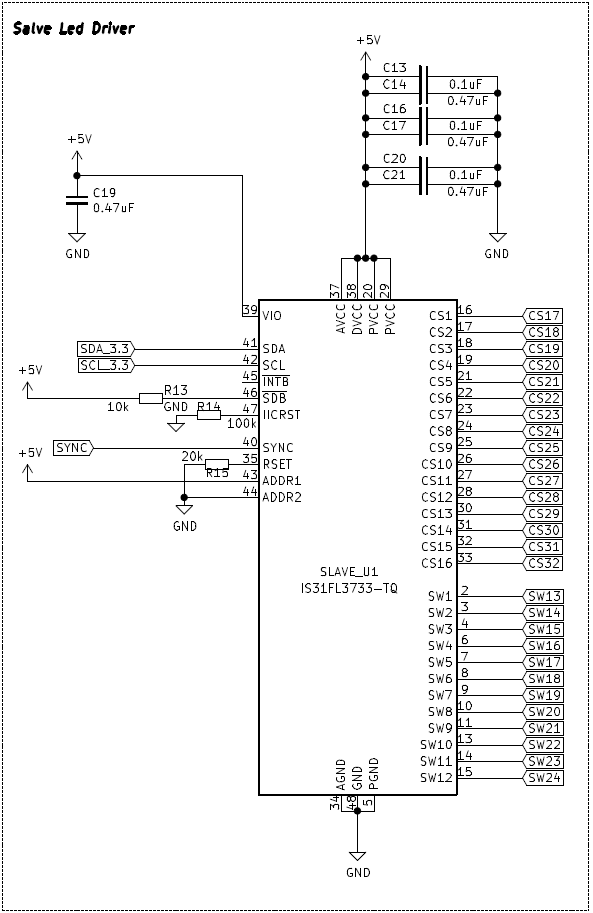 Salve Led Driver
+5V
C13
0.1uF
C14
0.47uF
C16
0.1uF
C17
0.47uF
C20
0.1uF
C21
0.47uF
GND
+5V
C19
0.47uF
GND
37 38 20 29
AVCC DVCC PVCC PVCC
39 VIO
SDA_3.3 41 SDA
SCL_3.3 42 SCL
45 INTB
+5V
R13
10k
46 SDB
GND
R14
100k
47 IICRST
SYNC 40 SYNC
+5V
20k
R15
35 RSET
43 ADDR1
44 ADDR2
GND
CS1 16 CS17
CS2 17 CS18
CS3 18 CS19
CS4 19 CS20
CS5 21 CS21
CS6 22 CS22
CS7 23 CS23
CS8 24 CS24
CS9 25 CS25
CS10 26 CS26
CS11 27 CS27
CS12 28 CS28
CS13 30 CS29
CS14 31 CS30
CS15 32 CS31
CS16 33 CS32
SLAVE_U1
IS31FL3733-TQ
SW1 2 SW13
SW2 3 SW14
SW3 4 SW15
SW4 6 SW16
SW5 7 SW17
SW6 8 SW18
SW7 9 SW19
SW8 10 SW20
SW9 11 SW21
SW10 13 SW22
SW11 14 SW23
SW12 15 SW24
AGND GND PGND
34 48 5
GND